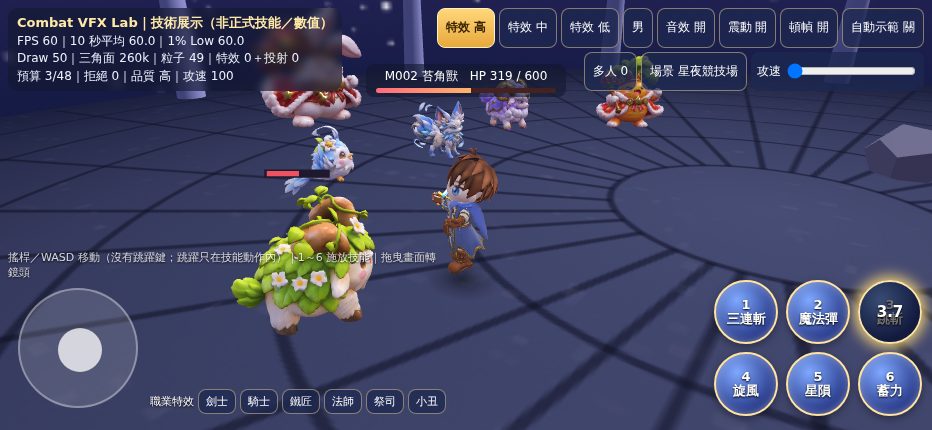 Combat VFX Lab｜技術展示（非正式技能／數值）
FPS 60｜10 秒平均 60.0｜1% Low 60.0
Draw 50｜三角面 260k｜粒子 49｜特效 0＋投射 0
預算 3/48｜拒絕 0｜品質 高｜攻速 100
特效 高
特效 中
特效 低
男
音效 開
震動 開
頓幀 開
自動示範 關
M002 苔角獸 HP 319 / 600
多人 0
場景 星夜競技場
攻速
搖桿／WASD 移動（沒有跳躍鍵；跳躍只在技能動作內）｜1～6 施放技能｜拖曳畫面轉
鏡頭
1
三連斬
2
魔法彈
3
3.7
跳斬
4
旋風
5
星隕
6
蓄力
職業特效
劍士
騎士
鐵匠
法師
祭司
小丑